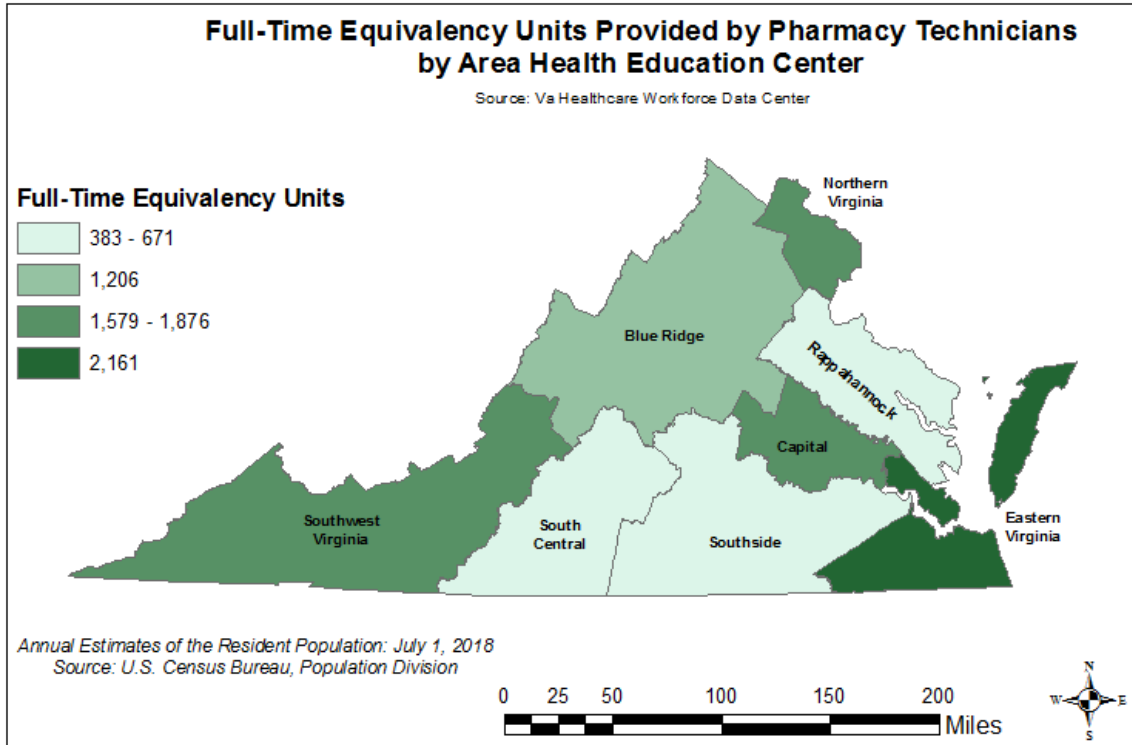 Full-Time Equivalency Units Provided by Pharmacy Technicians
by Area Health Education Center
Source: Va Healthcare Workforce Data Center
Full-Time Equivalency Units
383 - 671
1,206
1,579 - 1,876
2,161
Northern
Virginia
Blue Ridge
Rappahannock
Capital
Southwest
Virginia
South
Central
Southside
Eastern
Virginia
Annual Estimates of the Resident Population: July 1, 2018
Source: U.S. Census Bureau, Population Division
0 25 50 100 150 200
Miles
N
W E
S